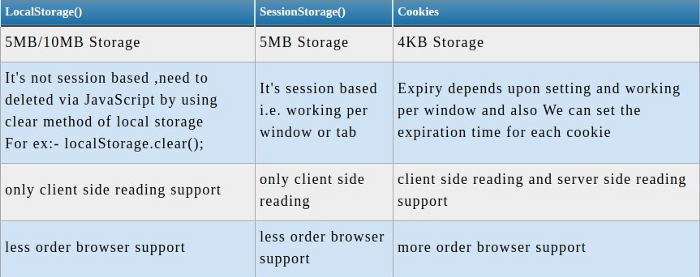 LocalStorage()
SessionStorage()
Cookies
5MB/10MB Storage
5MB Storage
4KB Storage
It's not session based ,need to
deleted via JavaScript by using
clear method of local storage
For ex:- localStorage.clear();
It's session based
i.e. working per
window or tab
Expiry depends upon setting and working
per window and also We can set the
expiration time for each cookie
only client side reading support
only client side
reading
client side reading and server side reading
support
less order browser support
less order browser
support
more order browser support